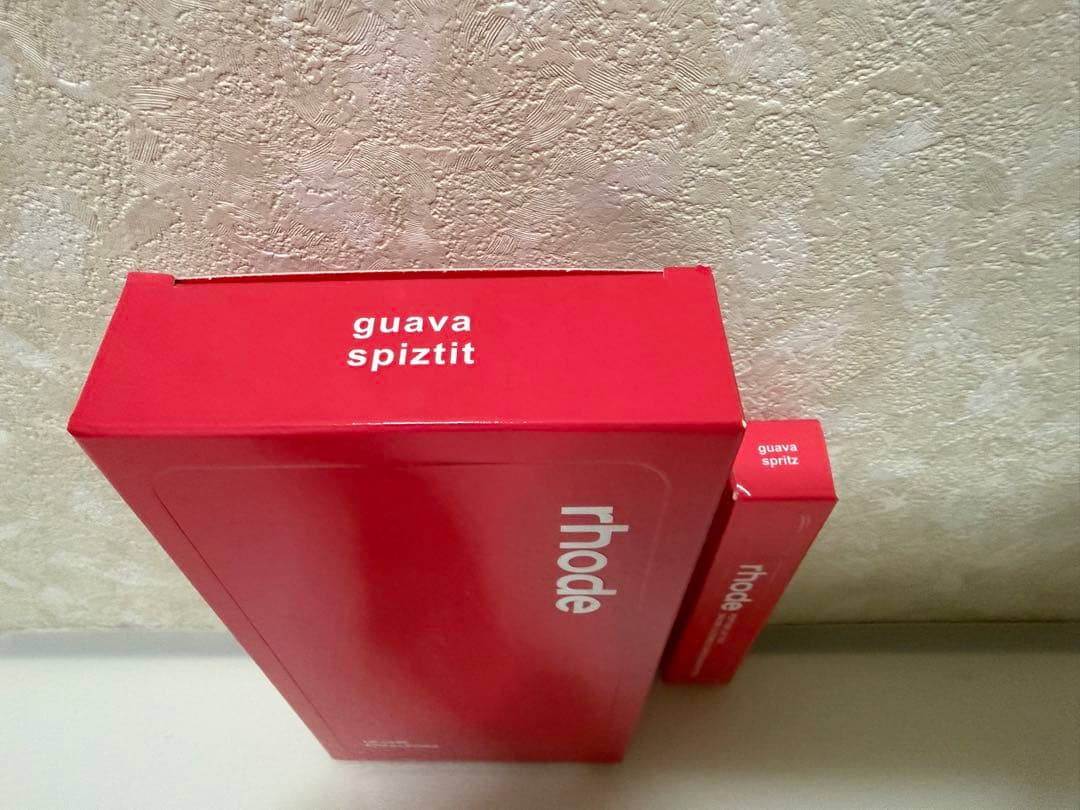 guava
spiztit
rhode
guava
spritz
rhode